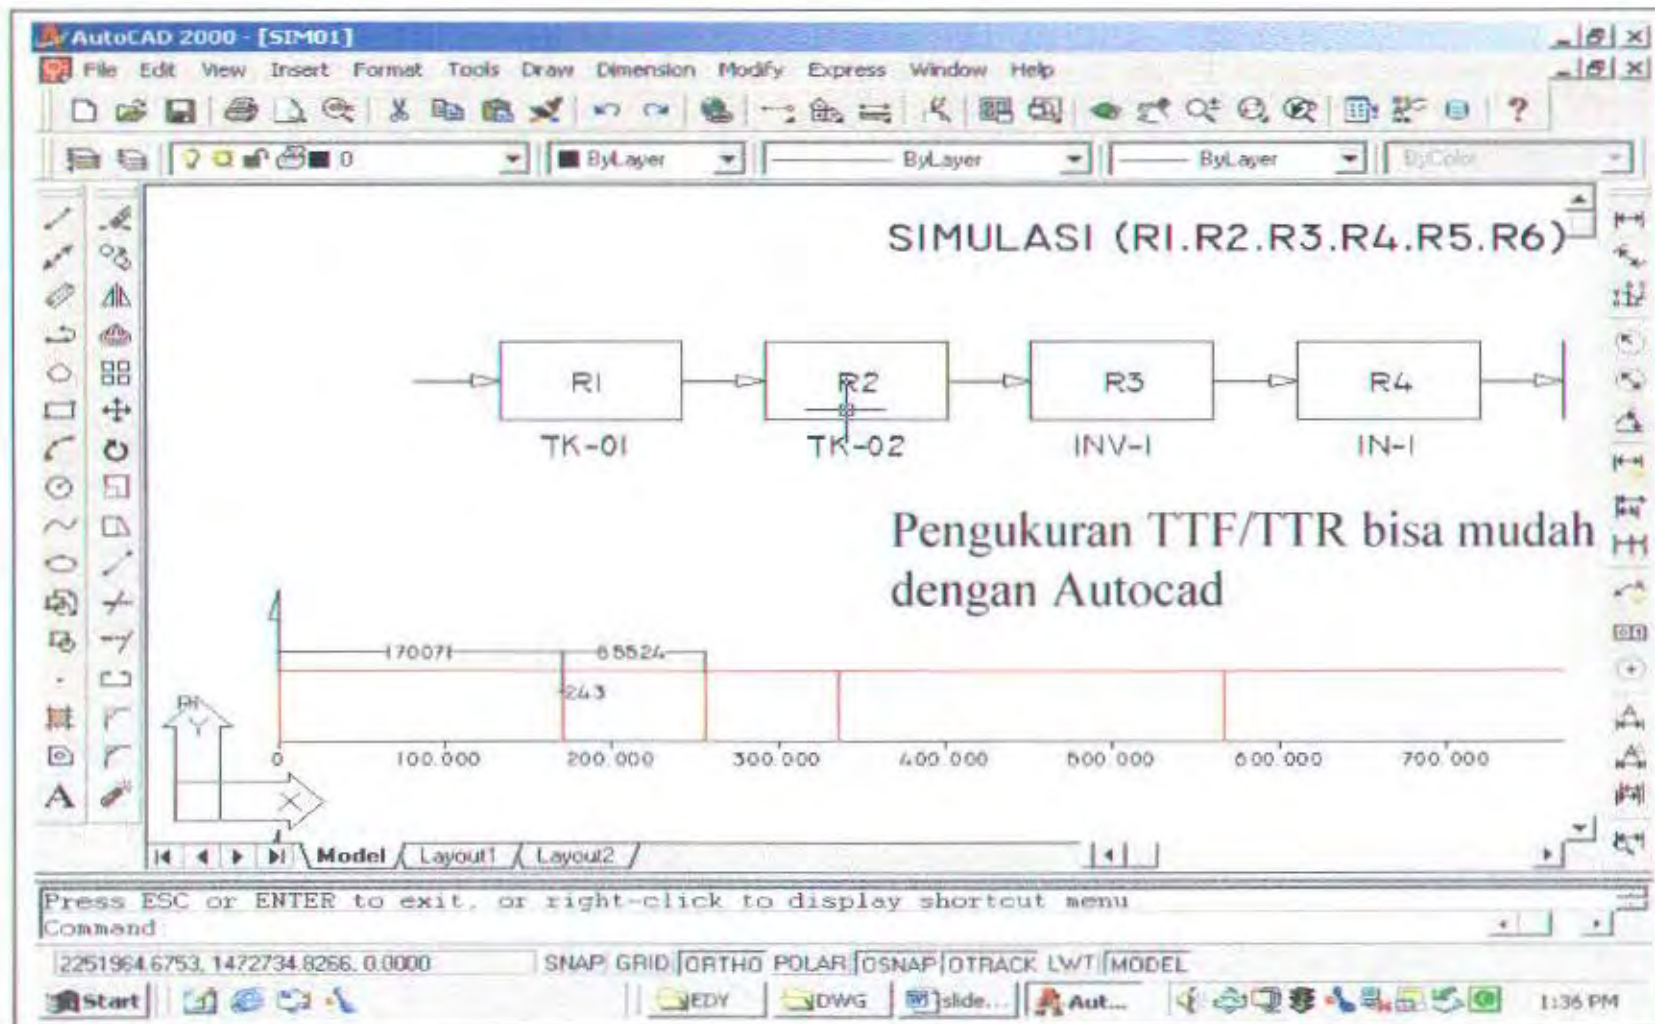 AutoCAD 2000 - [SIM01]
File Edit View Insert Format Tools Draw Dimension Modify Express Window Help
0 ByLayer ByLayer ByLayer ByColor
SIMULASI (R1.R2.R3.R4.R5.R6)
R1 R2 R3 R4
TK-01 TK-02 INV-1 IN-1
Pengukuran TTF/TTR bisa mudah
dengan Autocad
170071
243
Ri
Y
0 100.000 200.000 300.000 400.000 500.000 600.000 700.000
X
A
Model Layout1 Layout2
Press ESC or ENTER to exit, or right-click to display shortcut menu
Command:
2251964.6753, 1472734.8266, 0.0000 SNAP GRID ORTHO POLAR OSNAP OTRACK LWT MODEL
Start EDY DWG slide... Aut... 1:36 PM